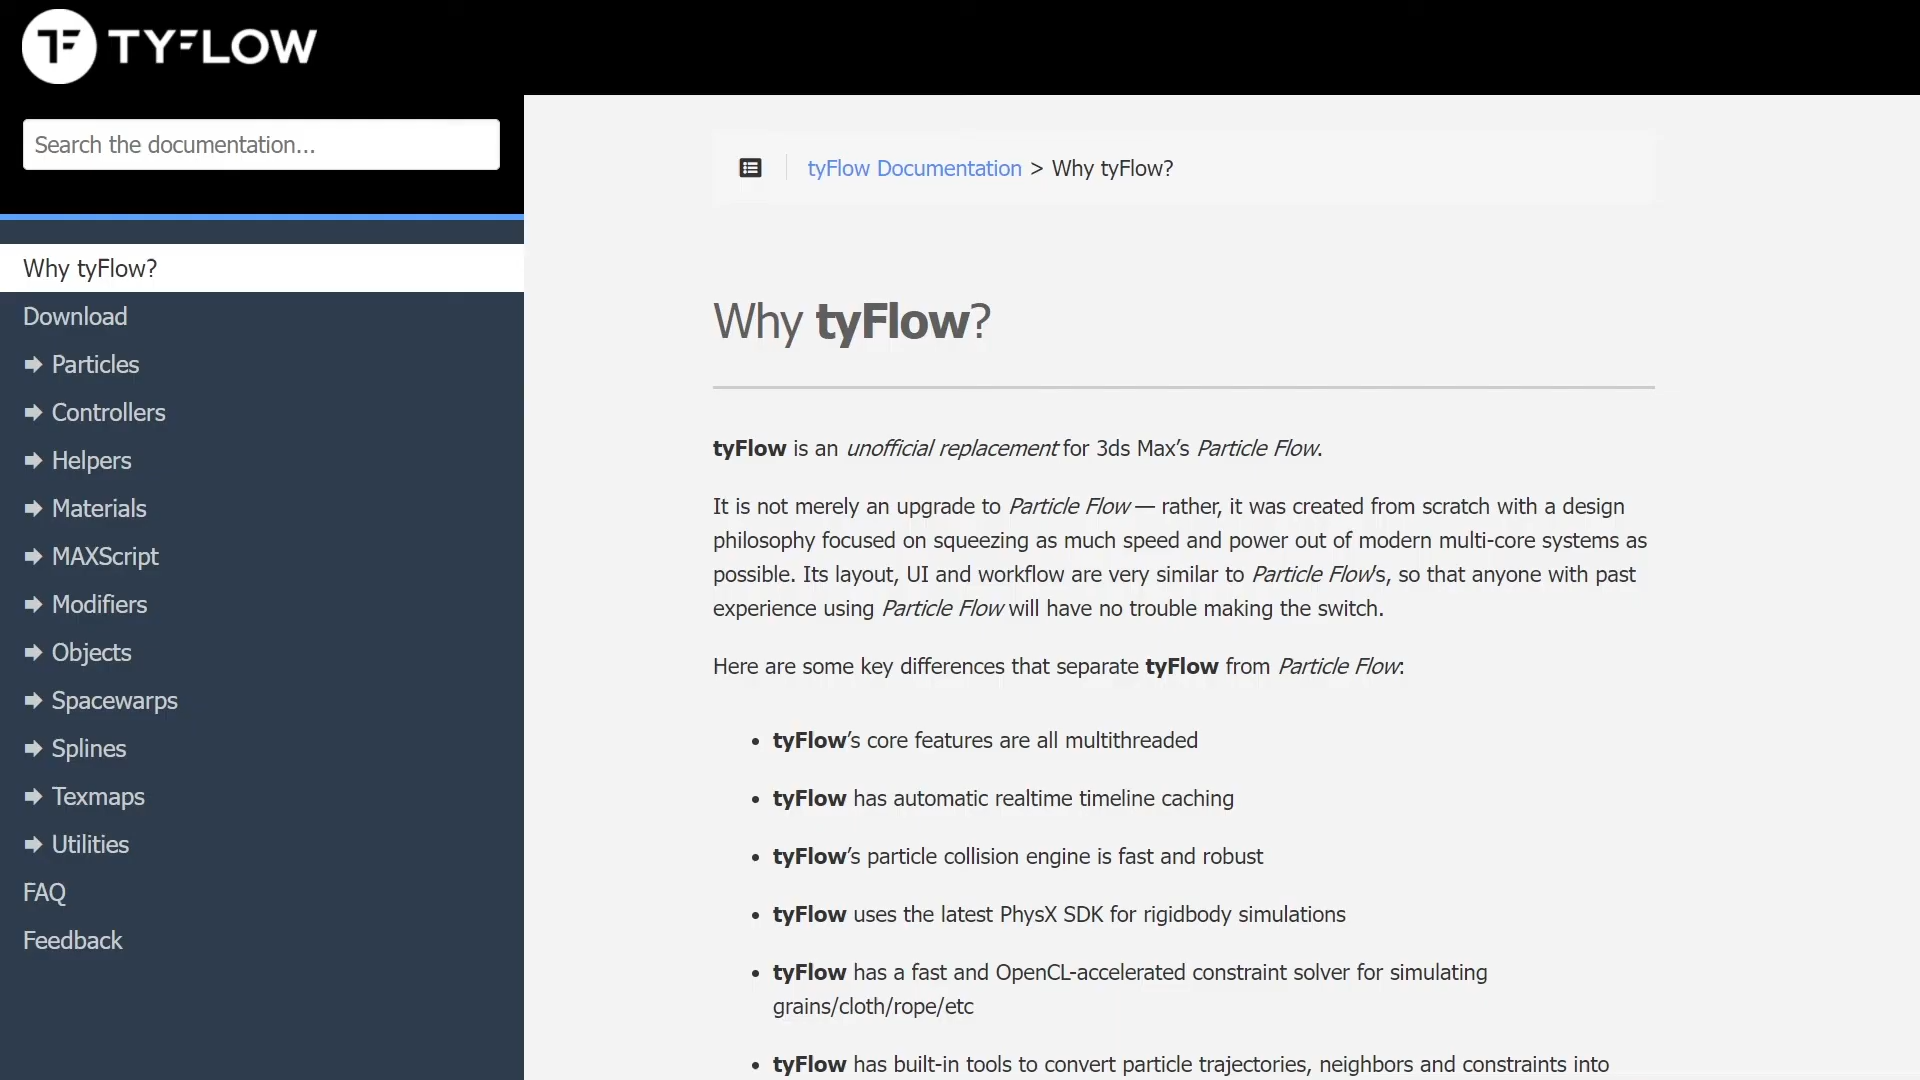 TF TYFLOW
Search the documentation...
Why tyFlow?
Download
Particles
Controllers
Helpers
Materials
MAXScript
Modifiers
Objects
Spacewarps
Splines
Texmaps
Utilities
FAQ
Feedback
tyFlow Documentation > Why tyFlow?
Why tyFlow?
tyFlow is an unofficial replacement for 3ds Max’s Particle Flow.
It is not merely an upgrade to Particle Flow — rather, it was created from scratch with a design
philosophy focused on squeezing as much speed and power out of modern multi-core systems as
possible. Its layout, UI and workflow are very similar to Particle Flow’s, so that anyone with past
experience using Particle Flow will have no trouble making the switch.
Here are some key differences that separate tyFlow from Particle Flow:
• tyFlow’s core features are all multithreaded
• tyFlow has automatic realtime timeline caching
• tyFlow’s particle collision engine is fast and robust
• tyFlow uses the latest PhysX SDK for rigidbody simulations
• tyFlow has a fast and OpenCL-accelerated constraint solver for simulating
grains/cloth/rope/etc
• tyFlow has built-in tools to convert particle trajectories, neighbors and constraints into